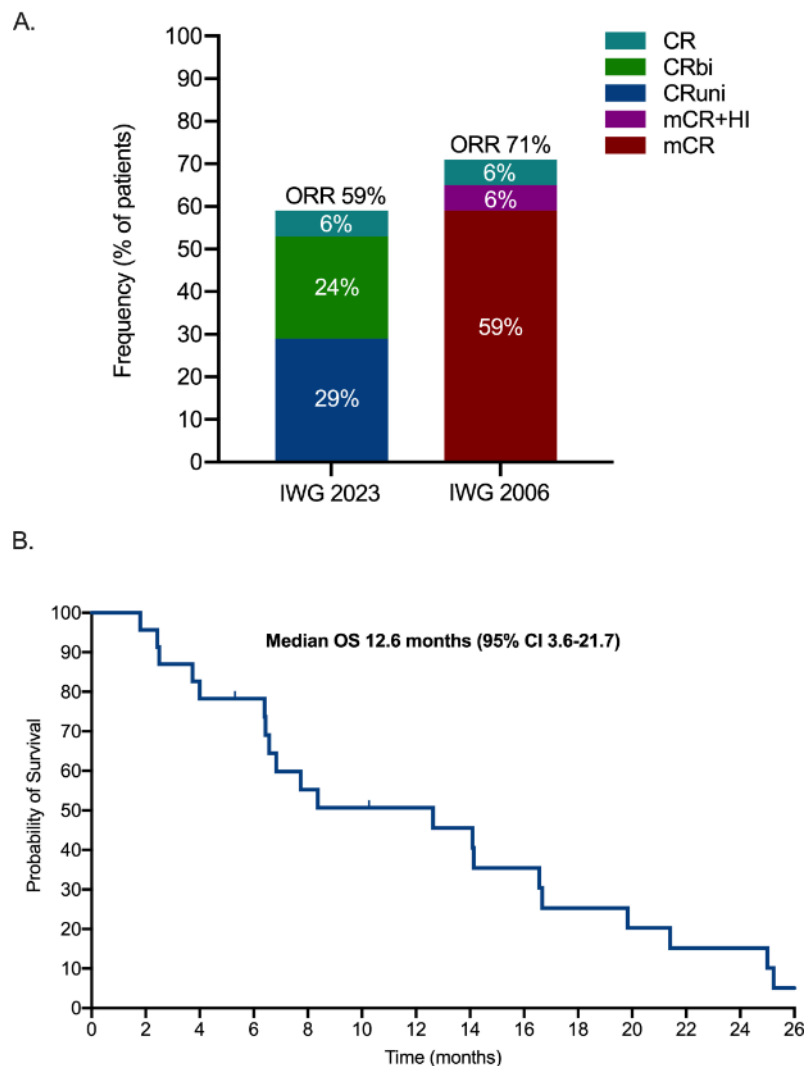 A.
Frequency (% of patients)
100
90
80
70
60
50
40
30
20
10
0
CR
CRbi
CRuni
mCR+HI
mCR
ORR 59%
6%
24%
29%
ORR 71%
6%
6%
59%
IWG 2023
IWG 2006
B.
Probability of Survival
100
90
80
70
60
50
40
30
20
10
0
Median OS 12.6 months (95% CI 3.6-21.7)
0 2 4 6 8 10 12 14 16 18 20 22 24 26
Time (months)